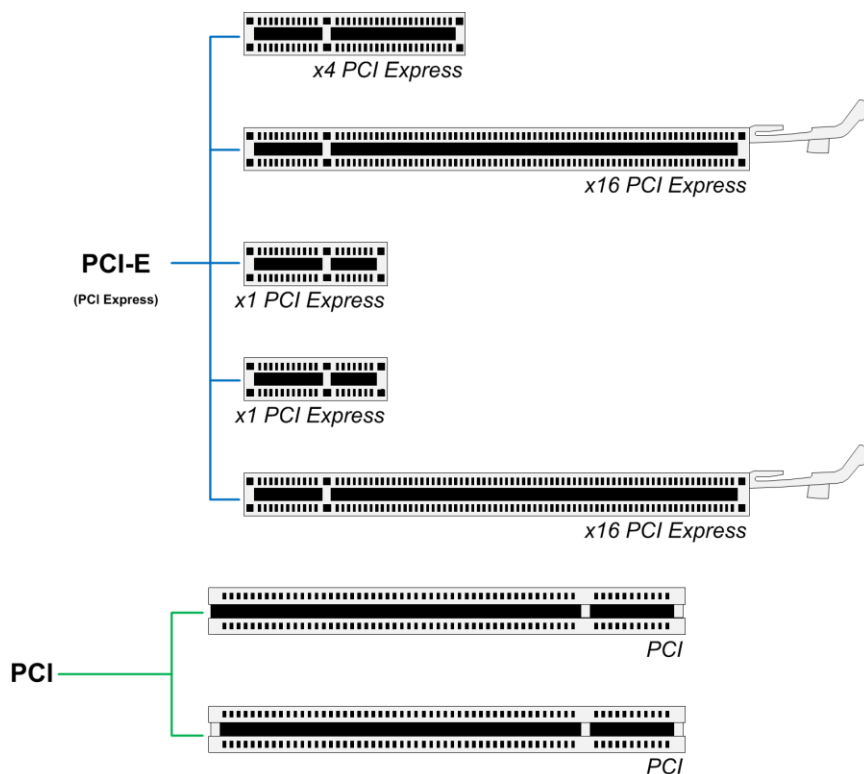 x4 PCI Express
x16 PCI Express
PCI-E
(PCI Express)
x1 PCI Express
x1 PCI Express
x16 PCI Express
PCI
PCI
PCI